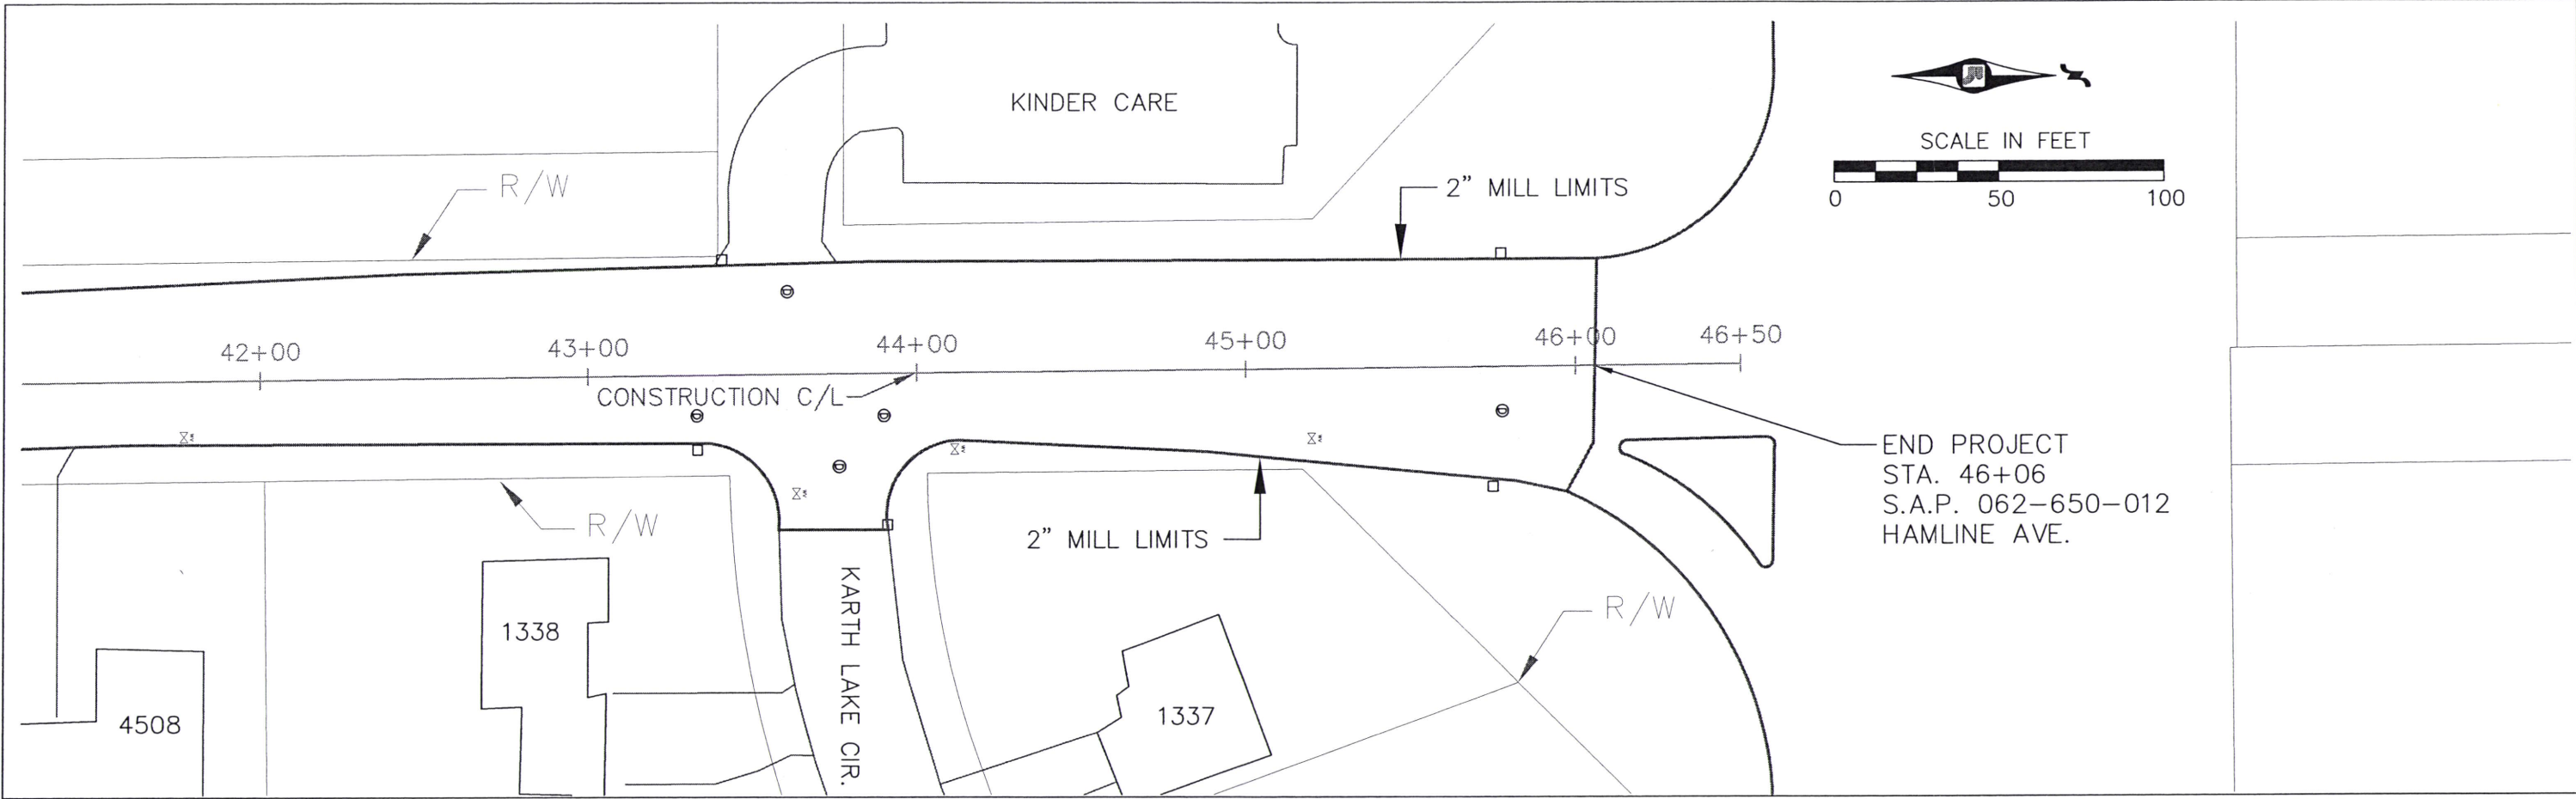 KINDER CARE
SCALE IN FEET
0 50 100
R/W
2” MILL LIMITS
42+00 43+00 44+00 45+00 46+00 46+50
CONSTRUCTION C/L
END PROJECT
STA. 46+06
S.A.P. 062-650-012
HAMLINE AVE.
R/W
2” MILL LIMITS
KARTH LAKE CIR.
R/W
1338
1337
4508